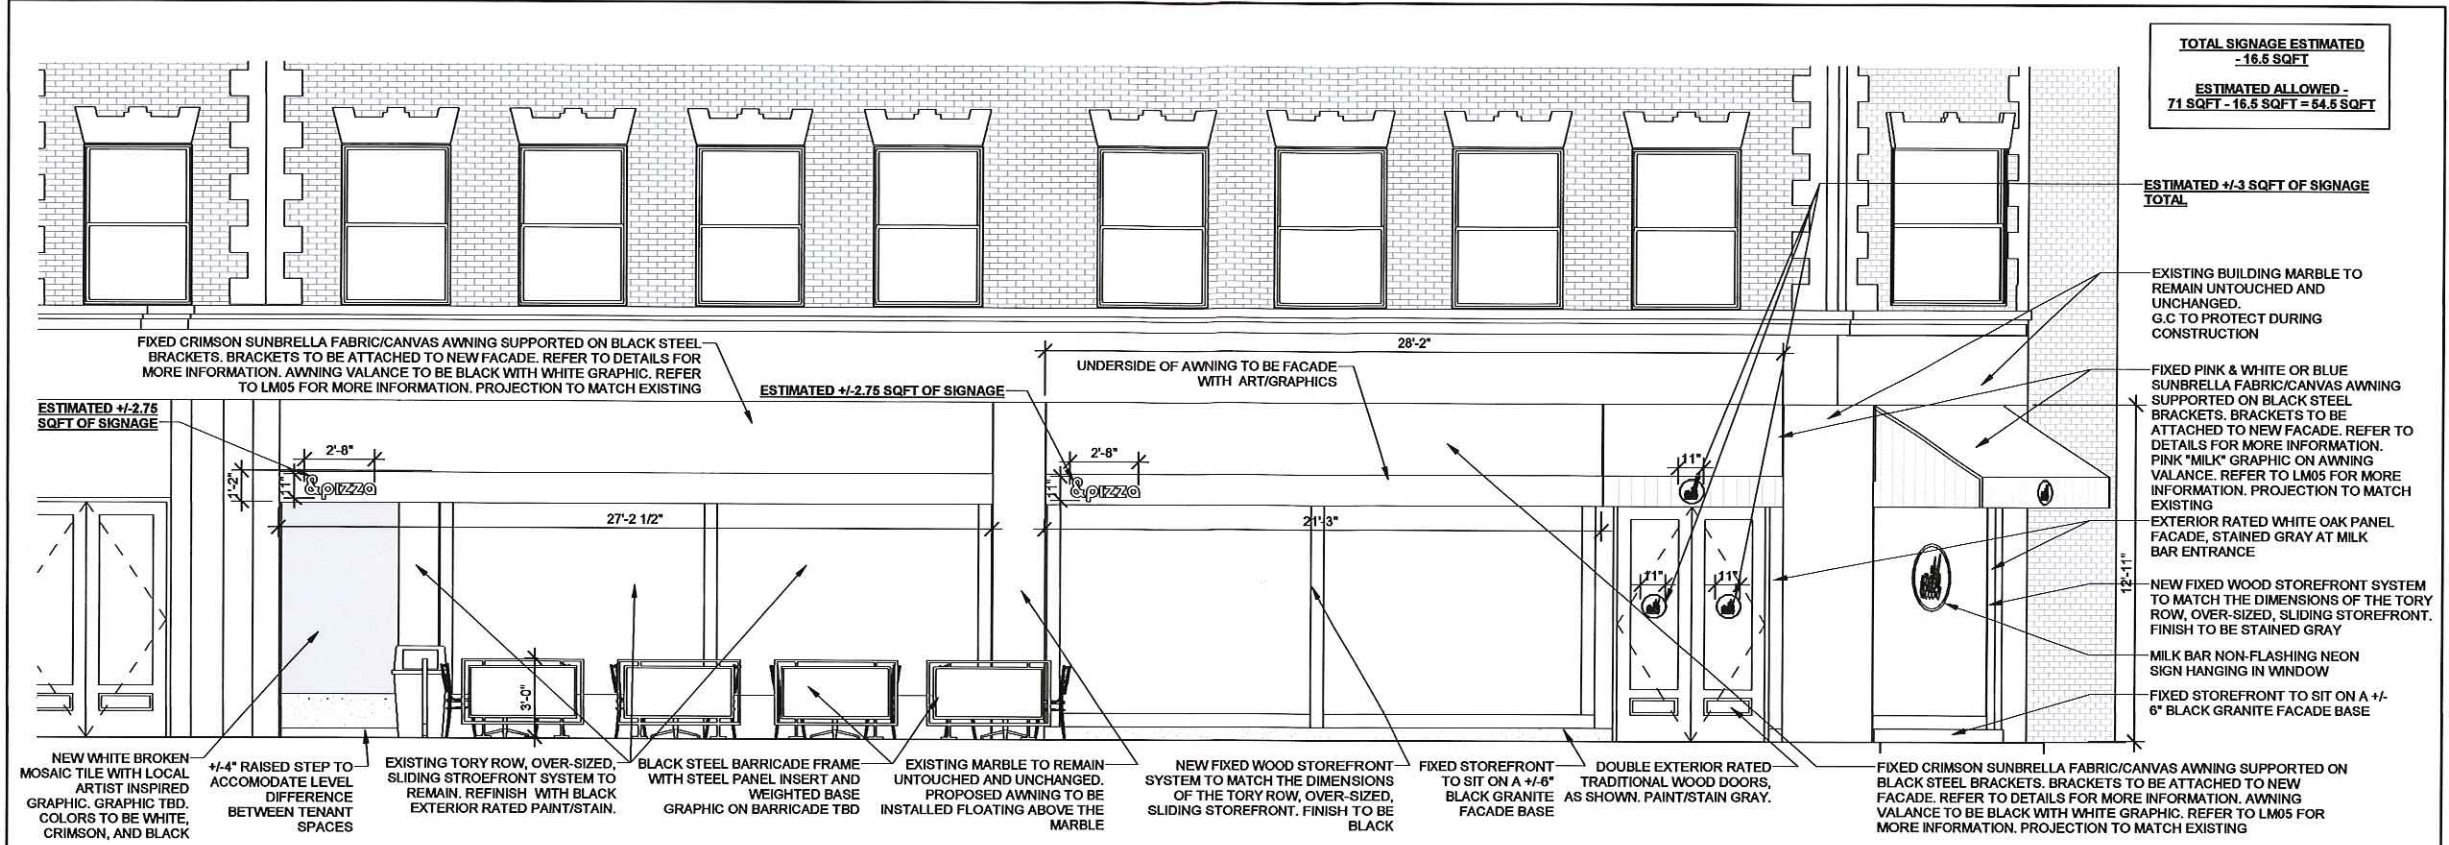 TOTAL SIGNAGE ESTIMATED
- 16.5 SQFT
ESTIMATED ALLOWED -
71 SQFT - 16.5 SQFT = 54.5 SQFT
ESTIMATED +/-3 SQFT OF SIGNAGE
TOTAL
EXISTING BUILDING MARBLE TO
REMAIN UNTOUCHED AND
UNCHANGED.
G.C TO PROTECT DURING
CONSTRUCTION
FIXED CRIMSON SUNBRELLA FABRIC/CANVAS AWNING SUPPORTED ON BLACK STEEL
BRACKETS. BRACKETS TO BE ATTACHED TO NEW FACADE. REFER TO DETAILS FOR
MORE INFORMATION. AWNING VALANCE TO BE BLACK WITH WHITE GRAPHIC. REFER
TO LM05 FOR MORE INFORMATION. PROJECTION TO MATCH EXISTING
28'-2"
UNDERSIDE OF AWNING TO BE FACADE
WITH ART/GRAPHICS
ESTIMATED +/-2.75 SQFT OF SIGNAGE
ESTIMATED +/-2.75
SQFT OF SIGNAGE
FIXED PINK & WHITE OR BLUE
SUNBRELLA FABRIC/CANVAS AWNING
SUPPORTED ON BLACK STEEL
BRACKETS. BRACKETS TO BE
ATTACHED TO NEW FACADE. REFER TO
DETAILS FOR MORE INFORMATION.
PINK "MILK" GRAPHIC ON AWNING
VALANCE. REFER TO LM05 FOR MORE
INFORMATION. PROJECTION TO MATCH
EXISTING
2'-8"
1'-2"
11"
&pizza
2'-8"
11"
&pizza
11"
27'-2 1/2"
21'-3"
11"
11"
12'-11"
3'-0"
EXTERIOR RATED WHITE OAK PANEL
FACADE, STAINED GRAY AT MILK
BAR ENTRANCE
NEW FIXED WOOD STOREFRONT SYSTEM
TO MATCH THE DIMENSIONS OF THE TORY
ROW, OVER-SIZED, SLIDING STOREFRONT.
FINISH TO BE STAINED GRAY
MILK BAR NON-FLASHING NEON
SIGN HANGING IN WINDOW
FIXED STOREFRONT TO SIT ON A +/-
6" BLACK GRANITE FACADE BASE
NEW WHITE BROKEN
MOSAIC TILE WITH LOCAL
ARTIST INSPIRED
GRAPHIC. GRAPHIC TBD.
COLORS TO BE WHITE,
CRIMSON, AND BLACK
+/-4" RAISED STEP TO
ACCOMODATE LEVEL
DIFFERENCE
BETWEEN TENANT
SPACES
EXISTING TORY ROW, OVER-SIZED,
SLIDING STROEFRONT SYSTEM TO
REMAIN. REFINISH WITH BLACK
EXTERIOR RATED PAINT/STAIN.
BLACK STEEL BARRICADE FRAME
WITH STEEL PANEL INSERT AND
WEIGHTED BASE
GRAPHIC ON BARRICADE TBD
EXISTING MARBLE TO REMAIN
UNTOUCHED AND UNCHANGED.
PROPOSED AWNING TO BE
INSTALLED FLOATING ABOVE THE
MARBLE
NEW FIXED WOOD STOREFRONT
SYSTEM TO MATCH THE DIMENSIONS
OF THE TORY ROW, OVER-SIZED,
SLIDING STOREFRONT. FINISH TO BE
BLACK
FIXED STOREFRONT
TO SIT ON A +/-6"
BLACK GRANITE
FACADE BASE
DOUBLE EXTERIOR RATED
TRADITIONAL WOOD DOORS,
AS SHOWN. PAINT/STAIN GRAY.
FIXED CRIMSON SUNBRELLA FABRIC/CANVAS AWNING SUPPORTED ON
BLACK STEEL BRACKETS. BRACKETS TO BE ATTACHED TO NEW
FACADE. REFER TO DETAILS FOR MORE INFORMATION. AWNING
VALANCE TO BE BLACK WITH WHITE GRAPHIC. REFER TO LM05 FOR
MORE INFORMATION. PROJECTION TO MATCH EXISTING